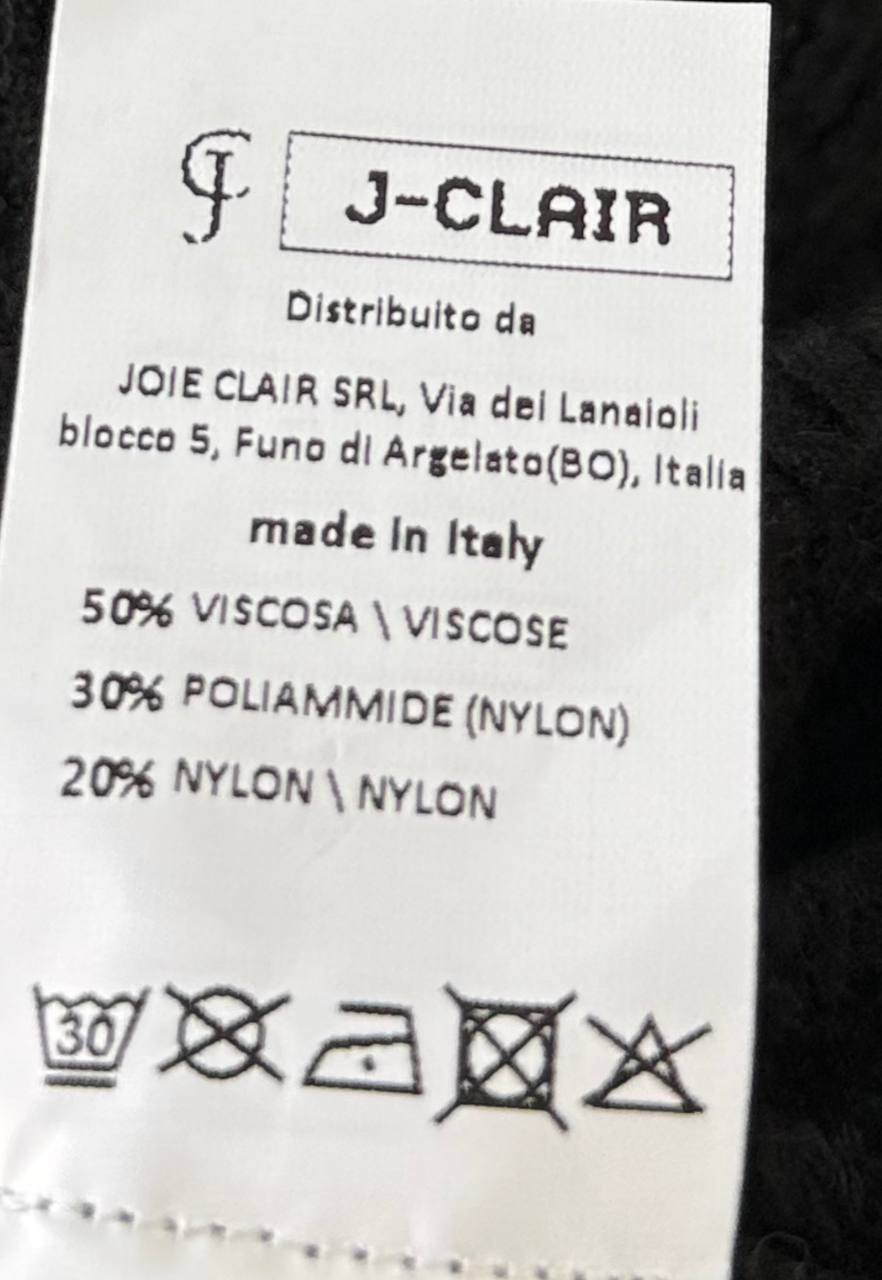 CJ J-CLAIR
Distribuito da
JOIE CLAIR SRL, Via dei Lanaioli
blocco 5, Funo di Argelato(BO), Italia
made in Italy
50% VISCOSA \ VISCOSE
30% POLIAMMIDE (NYLON)
20% NYLON \ NYLON
30